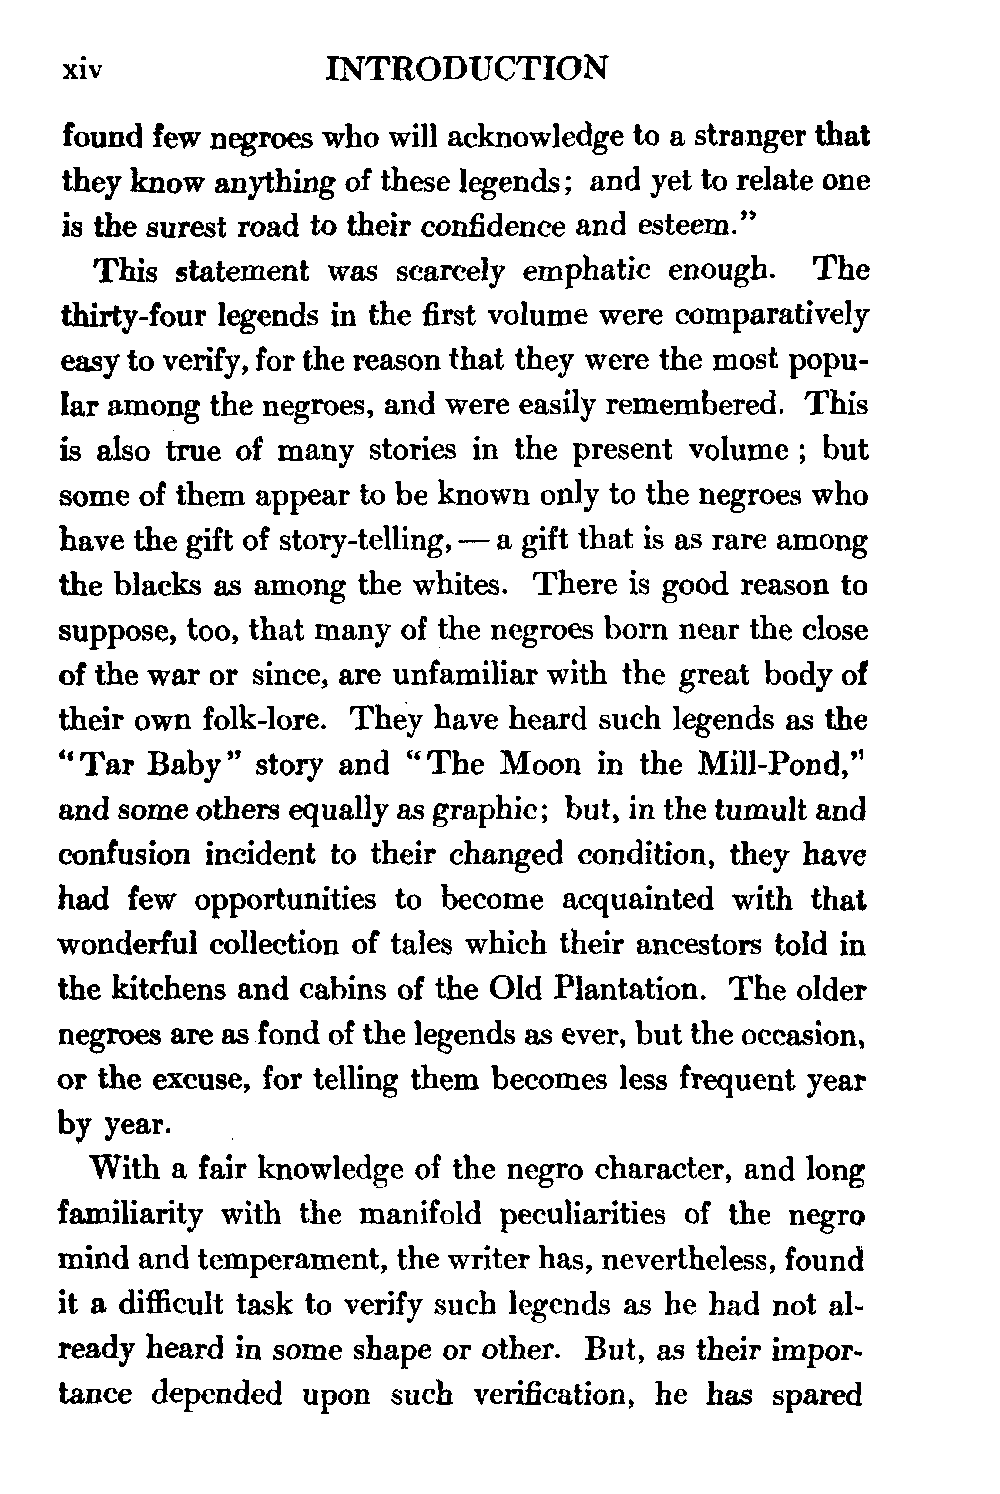 xiv INTRODUCTION
found few negroes who will acknowledge to a stranger that
they know anything of these legends; and yet to relate one
is the surest road to their confidence and esteem."
This statement was scarcely emphatic enough. The
thirty-four legends in the first volume were comparatively
easy to verify, for the reason that they were the most popu-
lar among the negroes, and were easily remembered. This
is also true of many stories in the present volume; but
some of them appear to be known only to the negroes who
have the gift of story-telling, — a gift that is as rare among
the blacks as among the whites. There is good reason to
suppose, too, that many of the negroes born near the close
of the war or since, are unfamiliar with the great body of
their own folk-lore. They have heard such legends as the
"Tar Baby" story and "The Moon in the Mill-Pond,"
and some others equally as graphic; but, in the tumult and
confusion incident to their changed condition, they have
had few opportunities to become acquainted with that
wonderful collection of tales which their ancestors told in
the kitchens and cabins of the Old Plantation. The older
negroes are as fond of the legends as ever, but the occasion,
or the excuse, for telling them becomes less frequent year
by year.
With a fair knowledge of the negro character, and long
familiarity with the manifold peculiarities of the negro
mind and temperament, the writer has, nevertheless, found
it a difficult task to verify such legends as he had not al-
ready heard in some shape or other. But, as their impor-
tance depended upon such verification, he has spared